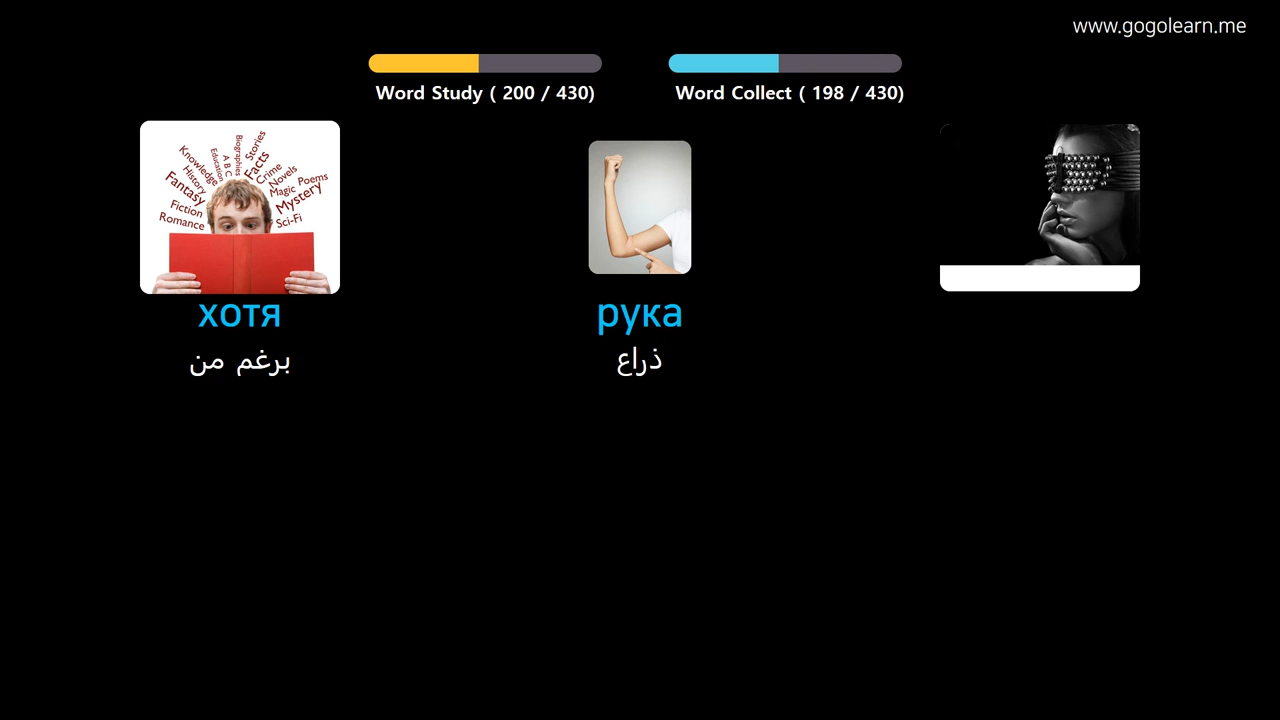 www.gogolearn.me
Word Study ( 200 / 430)
Word Collect ( 198 / 430)
Knowledge
Education
A B C
Biographies
Stories
Facts
Crime
Novels
Magic
Poems
Mystery
Sci-Fi
History
Fantasy
Fiction
Romance
хотя
рука
برغم من
ذراع